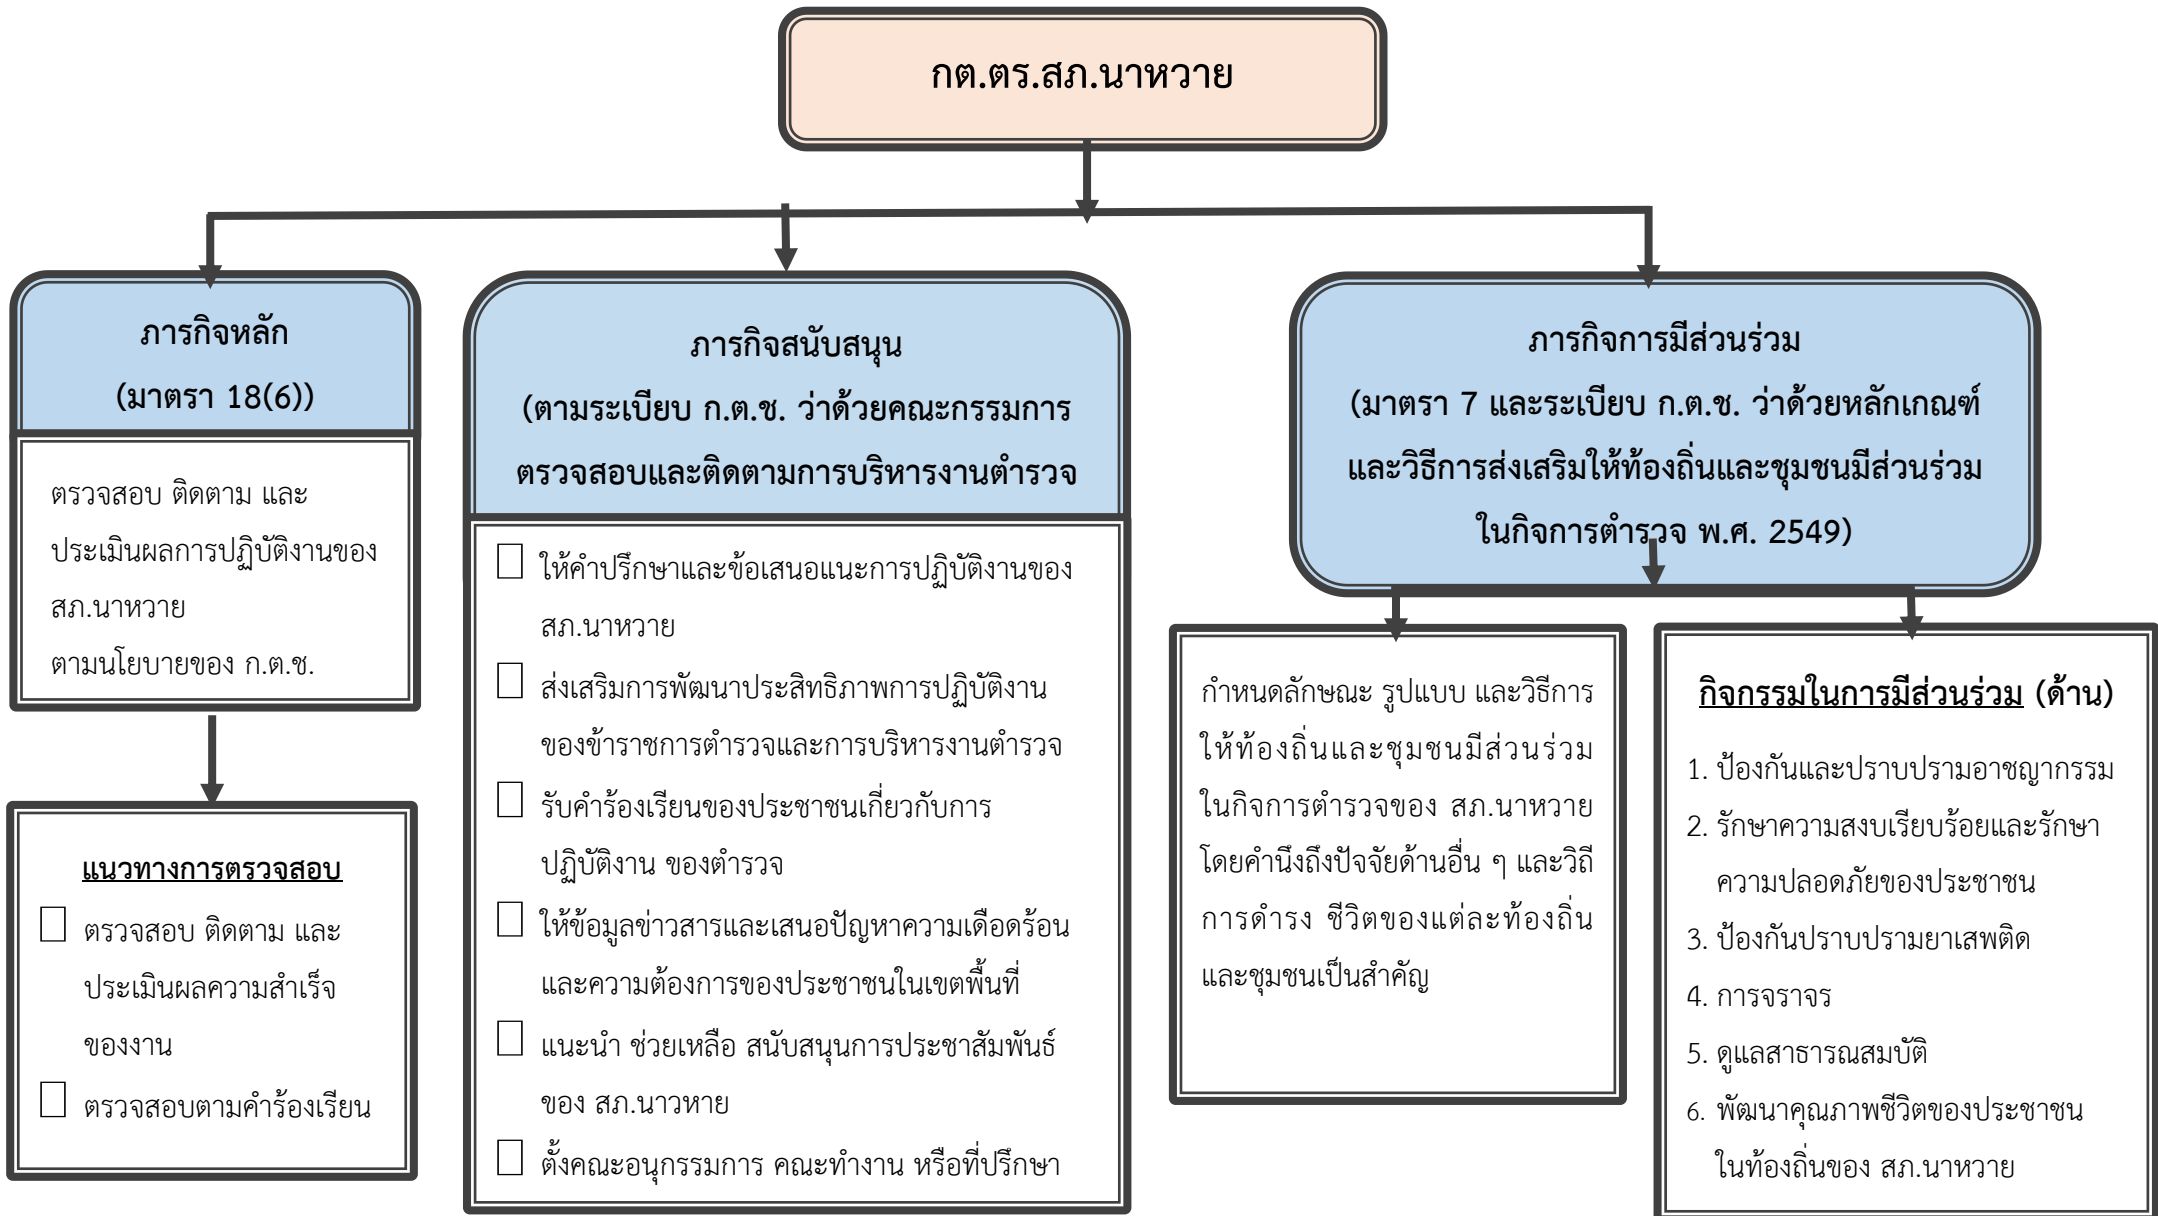 กต.ตร.สภ.นาหวาย
ภารกิจหลัก
(มาตรา 18(6))
ตรวจสอบ ติดตาม และ
ประเมินผลการปฏิบัติงานของ
สภ.นาหวาย
ตามนโยบายของ ก.ต.ช.
แนวทางการตรวจสอบ
ตรวจสอบ ติดตาม และ
ประเมินผลความสำเร็จ
ของงาน
ตรวจสอบตามคำร้องเรียน
ภารกิจสนับสนุน
(ตามระเบียบ ก.ต.ช. ว่าด้วยคณะกรรมการ
ตรวจสอบและติดตามการบริหารงานตำรวจ
ให้คำปรึกษาและข้อเสนอแนะการปฏิบัติงานของ
สภ.นาหวาย
ส่งเสริมการพัฒนาประสิทธิภาพการปฏิบัติงาน
ของข้าราชการตำรวจและการบริหารงานตำรวจ
รับคำร้องเรียนของประชาชนเกี่ยวกับการ
ปฏิบัติงาน ของตำรวจ
ให้ข้อมูลข่าวสารและเสนอปัญหาความเดือดร้อน
และความต้องการของประชาชนในเขตพื้นที่
แนะนำ ช่วยเหลือ สนับสนุนการประชาสัมพันธ์
ของ สภ.นาวหาย
ตั้งคณะอนุกรรมการ คณะทำงาน หรือที่ปรึกษา
ภารกิจการมีส่วนร่วม
(มาตรา 7 และระเบียบ ก.ต.ช. ว่าด้วยหลักเกณฑ์
และวิธีการส่งเสริมให้ท้องถิ่นและชุมชนมีส่วนร่วม
ในกิจการตำรวจ พ.ศ. 2549)
กำหนดลักษณะ รูปแบบ และวิธีการ
ให้ท้องถิ่นและชุมชนมีส่วนร่วม
ในกิจการตำรวจของ สภ.นาหวาย
โดยคำนึงถึงปัจจัยด้านอื่น ๆ และวิถี
การดำรง ชีวิตของแต่ละท้องถิ่น
และชุมชนเป็นสำคัญ
กิจกรรมในการมีส่วนร่วม (ด้าน)
1. ป้องกันและปราบปรามอาชญากรรม
2. รักษาความสงบเรียบร้อยและรักษา
ความปลอดภัยของประชาชน
3. ป้องกันปราบปรามยาเสพติด
4. การจราจร
5. ดูแลสาธารณสมบัติ
6. พัฒนาคุณภาพชีวิตของประชาชน
ในท้องถิ่นของ สภ.นาหวาย